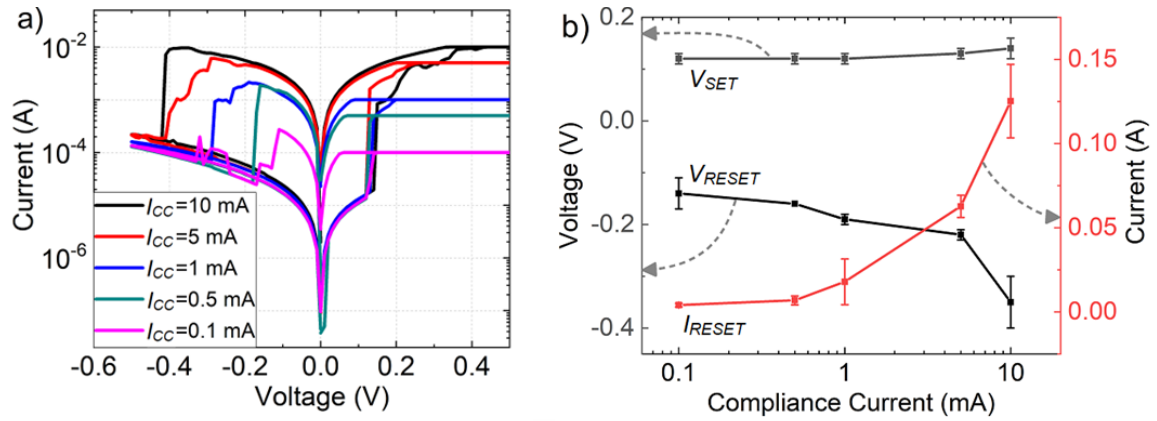 a)
Current (A)
10⁻²
10⁻⁴
10⁻⁶
I_CC=10 mA
I_CC=5 mA
I_CC=1 mA
I_CC=0.5 mA
I_CC=0.1 mA
-0.6 -0.4 -0.2 0.0 0.2 0.4
Voltage (V)
b)
Voltage (V)
0.2
0.0
-0.2
-0.4
V_SET
V_RESET
I_RESET
0.15
0.10
0.05
0.00
Current (A)
0.1 1 10
Compliance Current (mA)